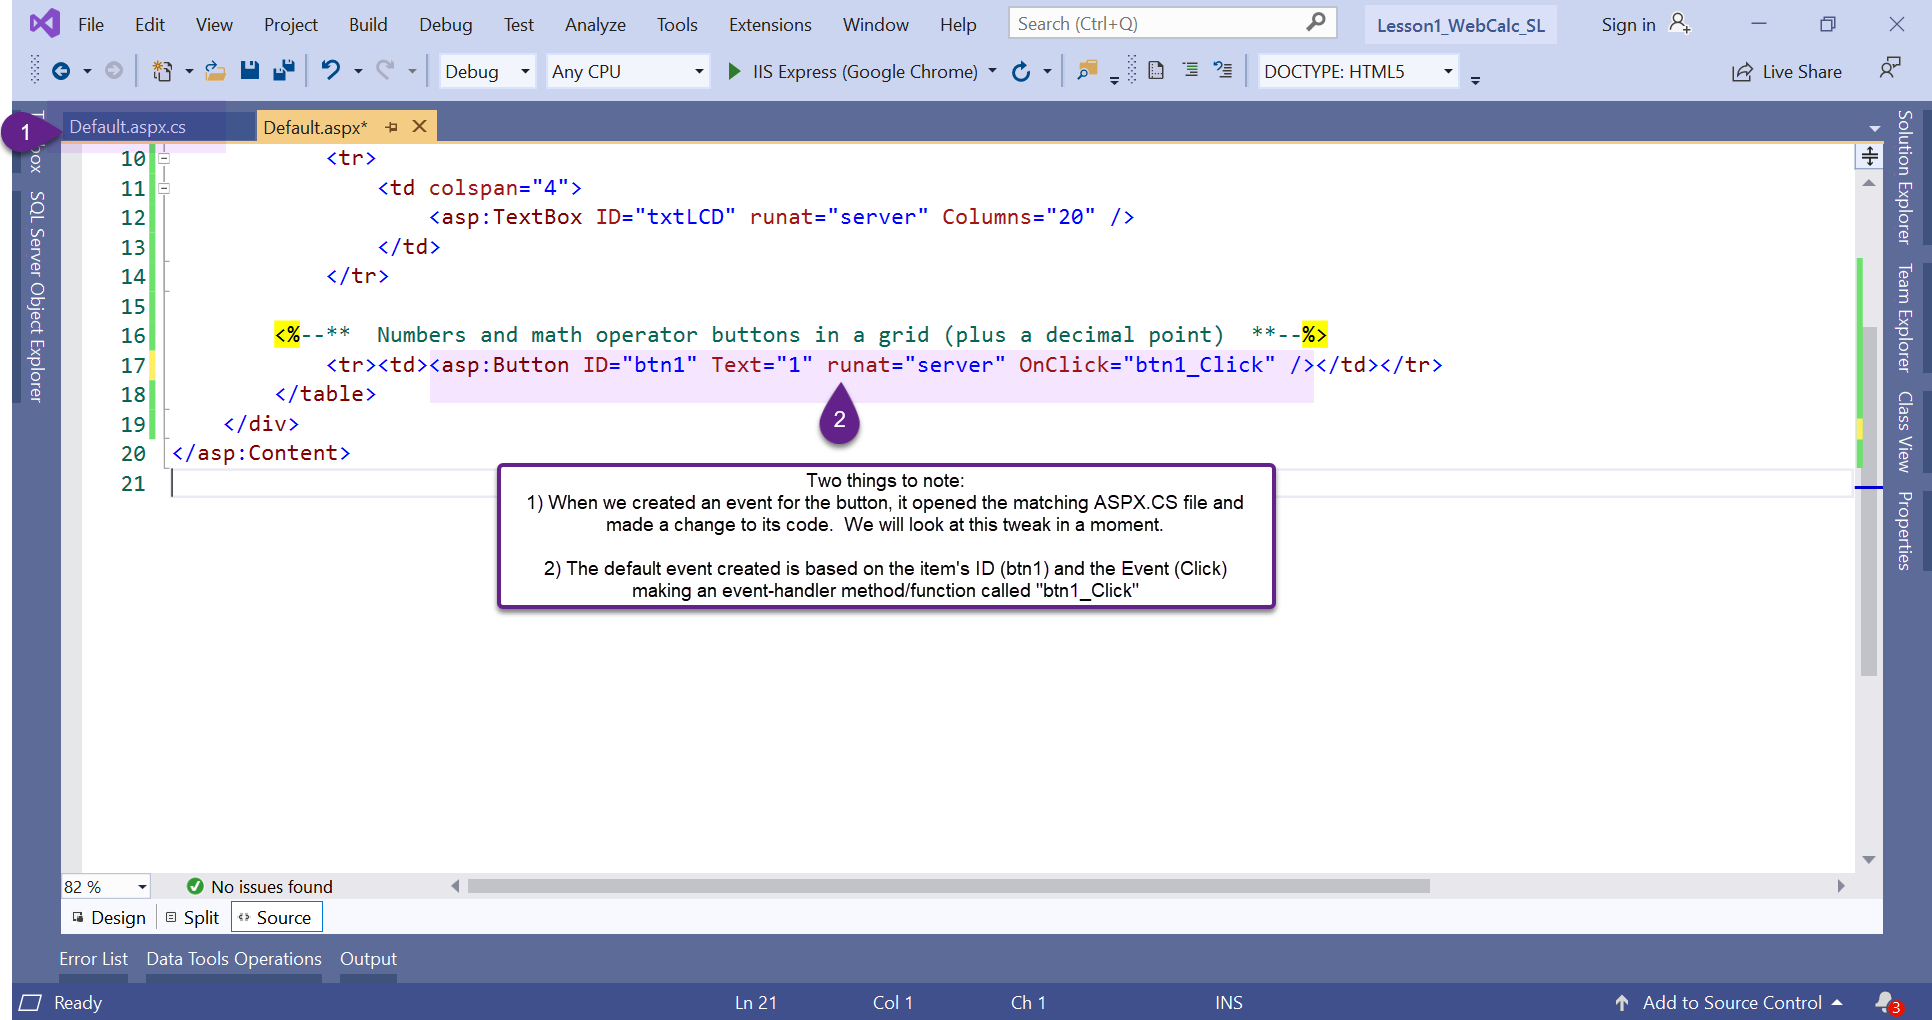 File Edit View Project Build Debug Test Analyze Tools Extensions Window Help Search (Ctrl+Q) Lesson1_WebCalc_SL Sign in
Debug Any CPU IIS Express (Google Chrome) DOCTYPE: HTML5 Live Share
1 Default.aspx.cs Default.aspx*
box
SQL Server Object Explorer
10 <tr>
11 <td colspan="4">
12 <asp:TextBox ID="txtLCD" runat="server" Columns="20" />
13 </td>
14 </tr>
15
16 <%--**  Numbers and math operator buttons in a grid (plus a decimal point)  **--%>
17 <tr><td><asp:Button ID="btn1" Text="1" runat="server" OnClick="btn1_Click" /></td></tr>
18 </table>
19 </div>
20 </asp:Content>
21
2
Two things to note:
1) When we created an event for the button, it opened the matching ASPX.CS file and
made a change to its code.  We will look at this tweak in a moment.
2) The default event created is based on the item's ID (btn1) and the Event (Click)
making an event-handler method/function called "btn1_Click"
Solution Explorer
Team Explorer
Class View
Properties
82 % No issues found
Design Split Source
Error List Data Tools Operations Output
Ready Ln 21 Col 1 Ch 1 INS Add to Source Control 3